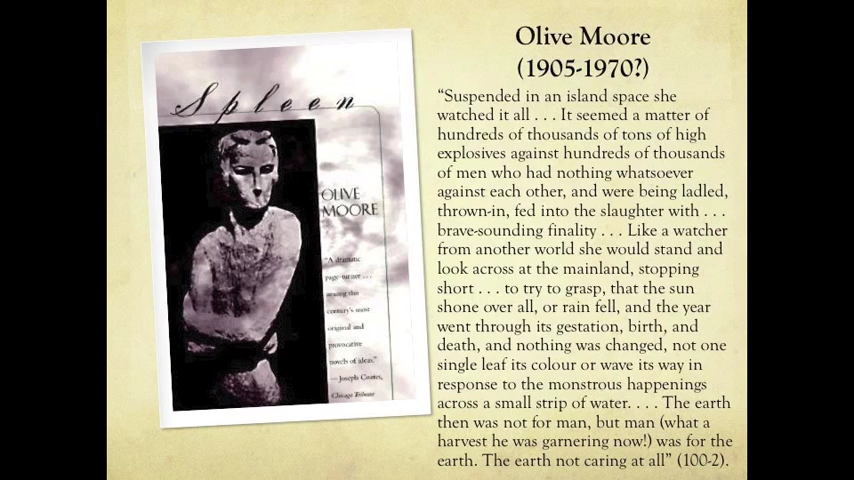 Spleen
OLIVE
MOORE
"A dramatic
page-turner . . .
among this
century's most
original and
provocative
novels of ideas."
—Joseph Coates,
Chicago Tribune
Olive Moore
(1905-1970?)
“Suspended in an island space she
watched it all . . . It seemed a matter of
hundreds of thousands of tons of high
explosives against hundreds of thousands
of men who had nothing whatsoever
against each other, and were being ladled,
thrown-in, fed into the slaughter with . . .
brave-sounding finality . . . Like a watcher
from another world she would stand and
look across at the mainland, stopping
short . . . to try to grasp, that the sun
shone over all, or rain fell, and the year
went through its gestation, birth, and
death, and nothing was changed, not one
single leaf its colour or wave its way in
response to the monstrous happenings
across a small strip of water. . . . The earth
then was not for man, but man (what a
harvest he was garnering now!) was for the
earth. The earth not caring at all” (100-2).